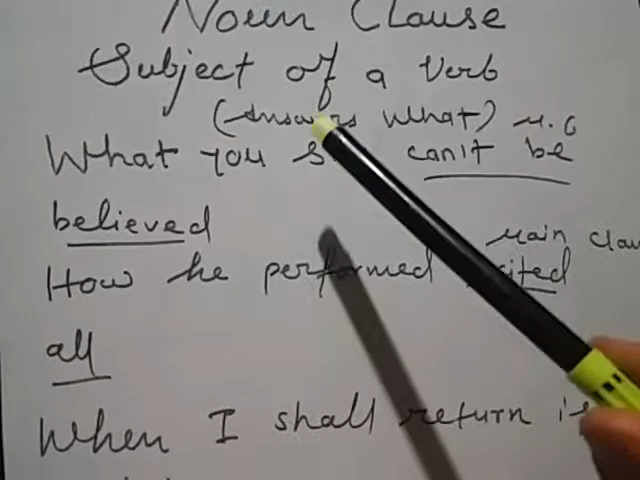 Noun Clause
Subject of a Verb
(Answers What) M.C
What you can't be
believed
Main
How he performed
all
When I shall return